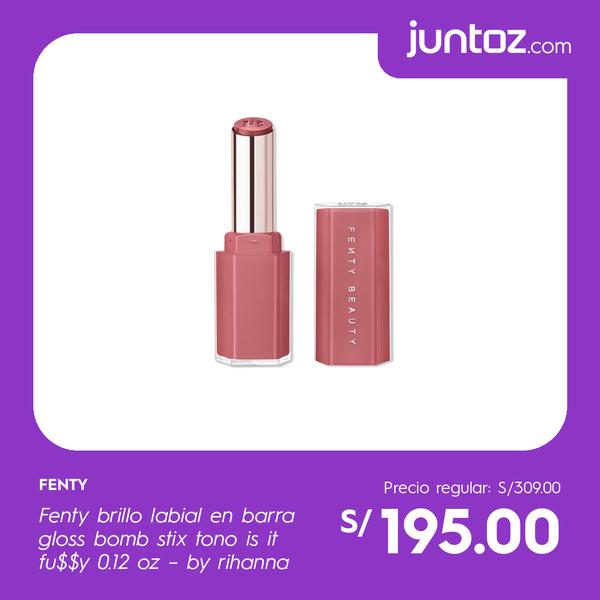 juntoz.com
FENTY BEAUTY
FENTY
Fenty brillo labial en barra
gloss bomb stix tono is it
fu$$y 0.12 oz - by rihanna
Precio regular: S/309.00
S/195.00